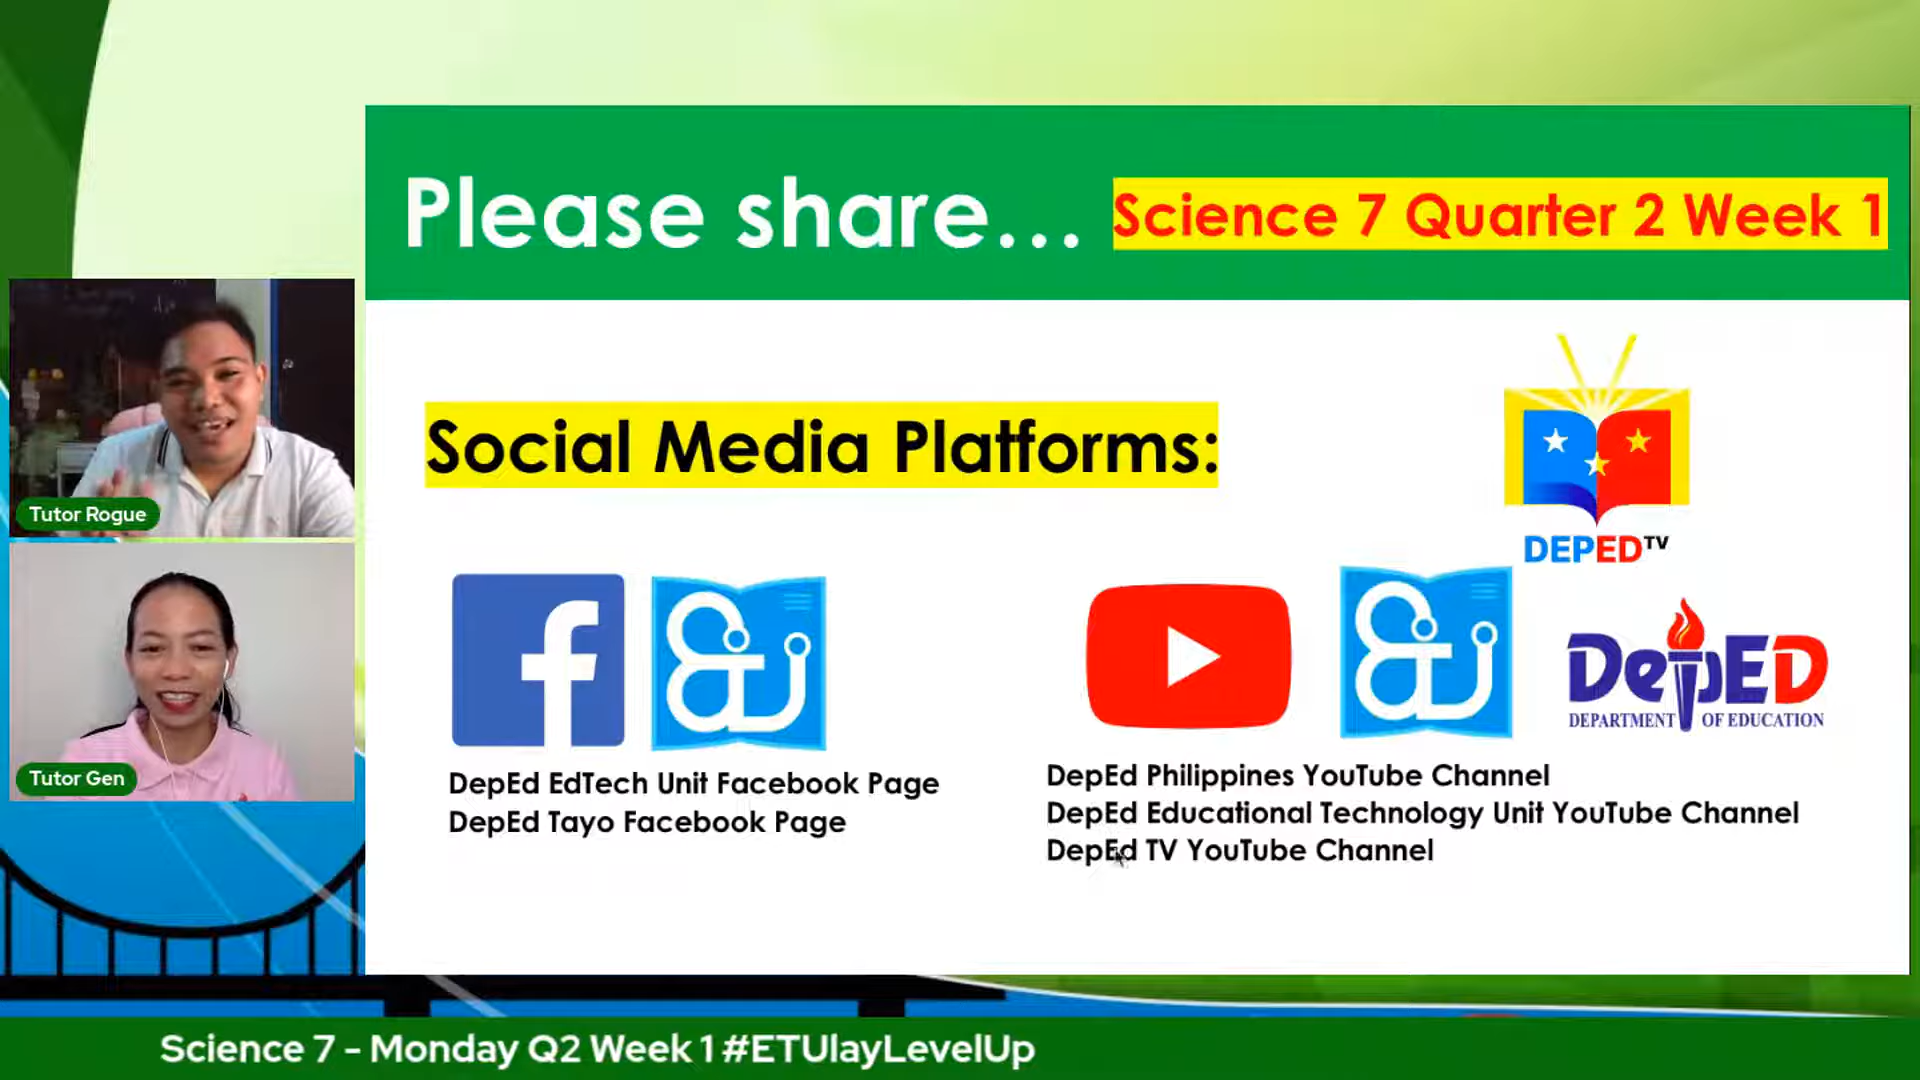 Please share... Science 7 Quarter 2 Week 1
Social Media Platforms:
DEPED TV
DepED
DEPARTMENT OF EDUCATION
DepEd EdTech Unit Facebook Page
DepEd Tayo Facebook Page
DepEd Philippines YouTube Channel
DepEd Educational Technology Unit YouTube Channel
DepEd TV YouTube Channel
Tutor Rogue
Tutor Gen
Science 7 - Monday Q2 Week 1 #ETUlayLevelUp